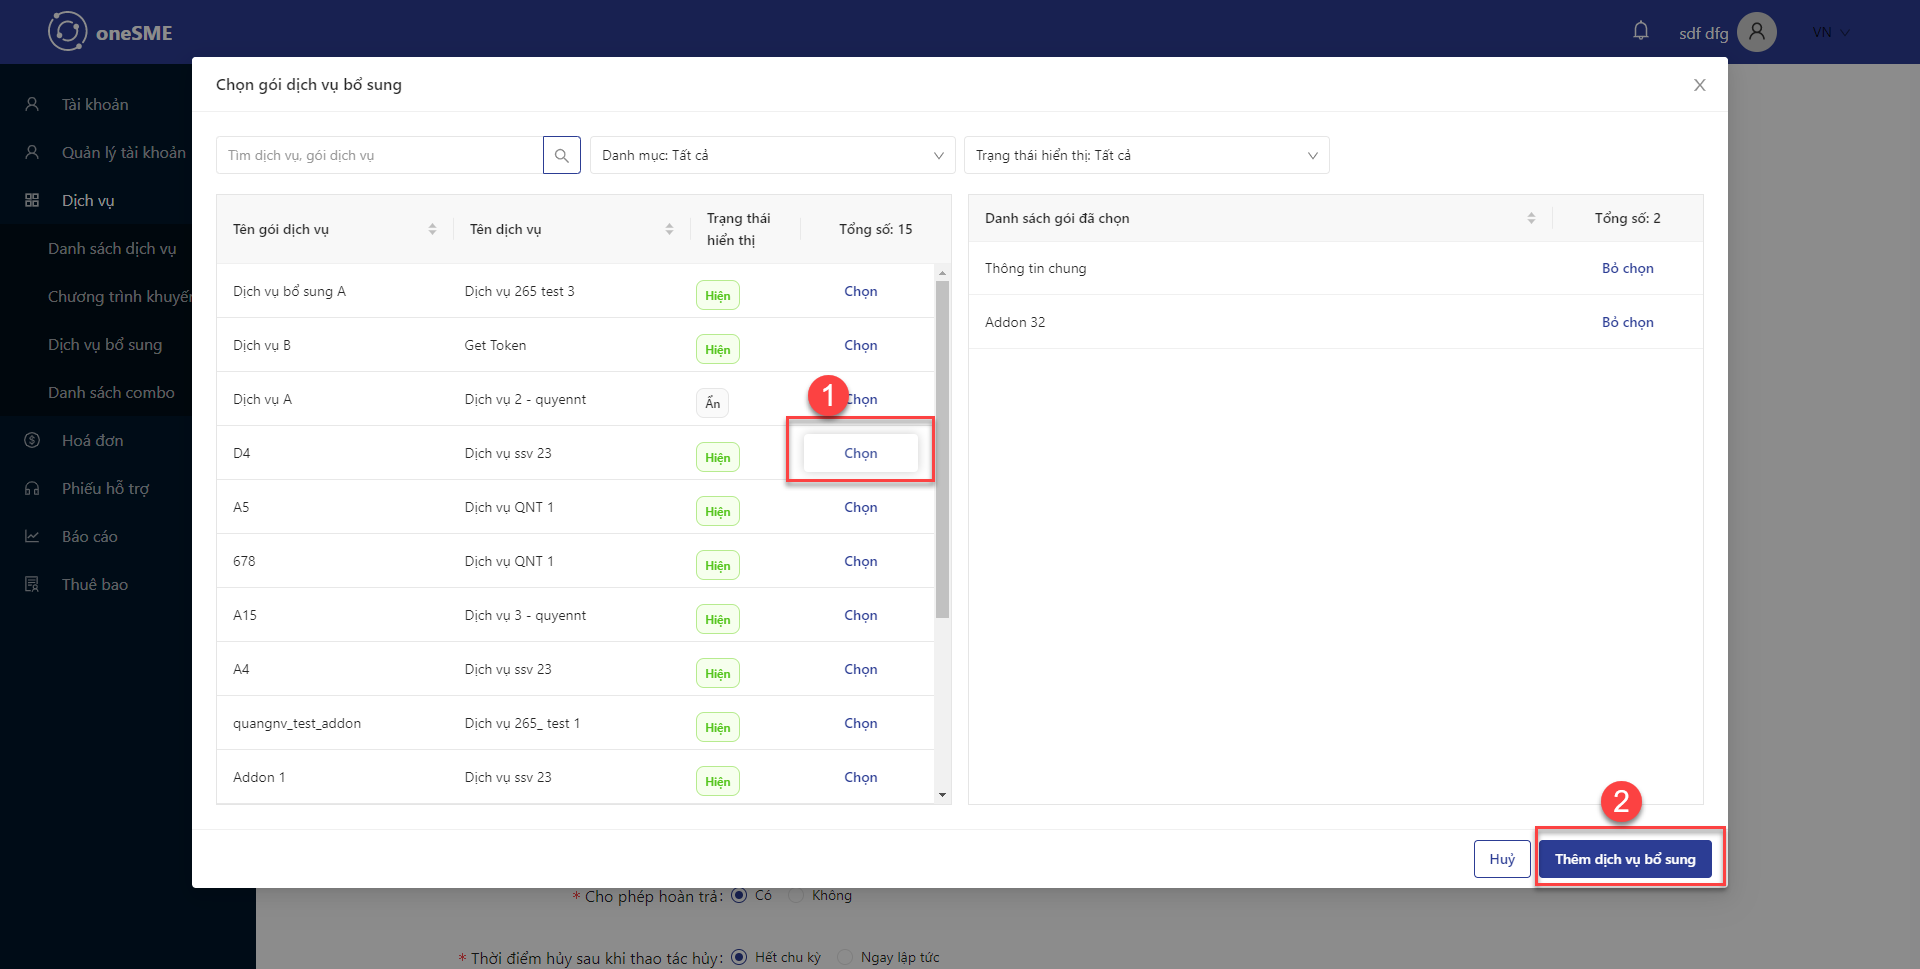 oneSME
sdf dfg
VN
Tài khoản
Quản lý tài khoản
Dịch vụ
Danh sách dịch vụ
Chương trình khuyến
Dịch vụ bổ sung
Danh sách combo
Hoá đơn
Phiếu hỗ trợ
Báo cáo
Thuê bao
Chọn gói dịch vụ bổ sung
Tìm dịch vụ, gói dịch vụ
Danh mục: Tất cả
Trạng thái hiển thị: Tất cả
Tên gói dịch vụ Tên dịch vụ Trạng thái hiển thị Tổng số: 15
Dịch vụ bổ sung A Dịch vụ 265 test 3 Hiện Chọn
Dịch vụ B Get Token Hiện Chọn
Dịch vụ A Dịch vụ 2 - quyennt Ẩn Chọn
1
D4 Dịch vụ ssv 23 Hiện Chọn
A5 Dịch vụ QNT 1 Hiện Chọn
678 Dịch vụ QNT 1 Hiện Chọn
A15 Dịch vụ 3 - quyennt Hiện Chọn
A4 Dịch vụ ssv 23 Hiện Chọn
quangnv_test_addon Dịch vụ 265_ test 1 Hiện Chọn
Addon 1 Dịch vụ ssv 23 Hiện Chọn
Danh sách gói đã chọn Tổng số: 2
Thông tin chung Bỏ chọn
Addon 32 Bỏ chọn
2
Huỷ
Thêm dịch vụ bổ sung
* Cho phép hoàn trả: Có Không
* Thời điểm hủy sau khi thao tác hủy: Hết chu kỳ Ngay lập tức